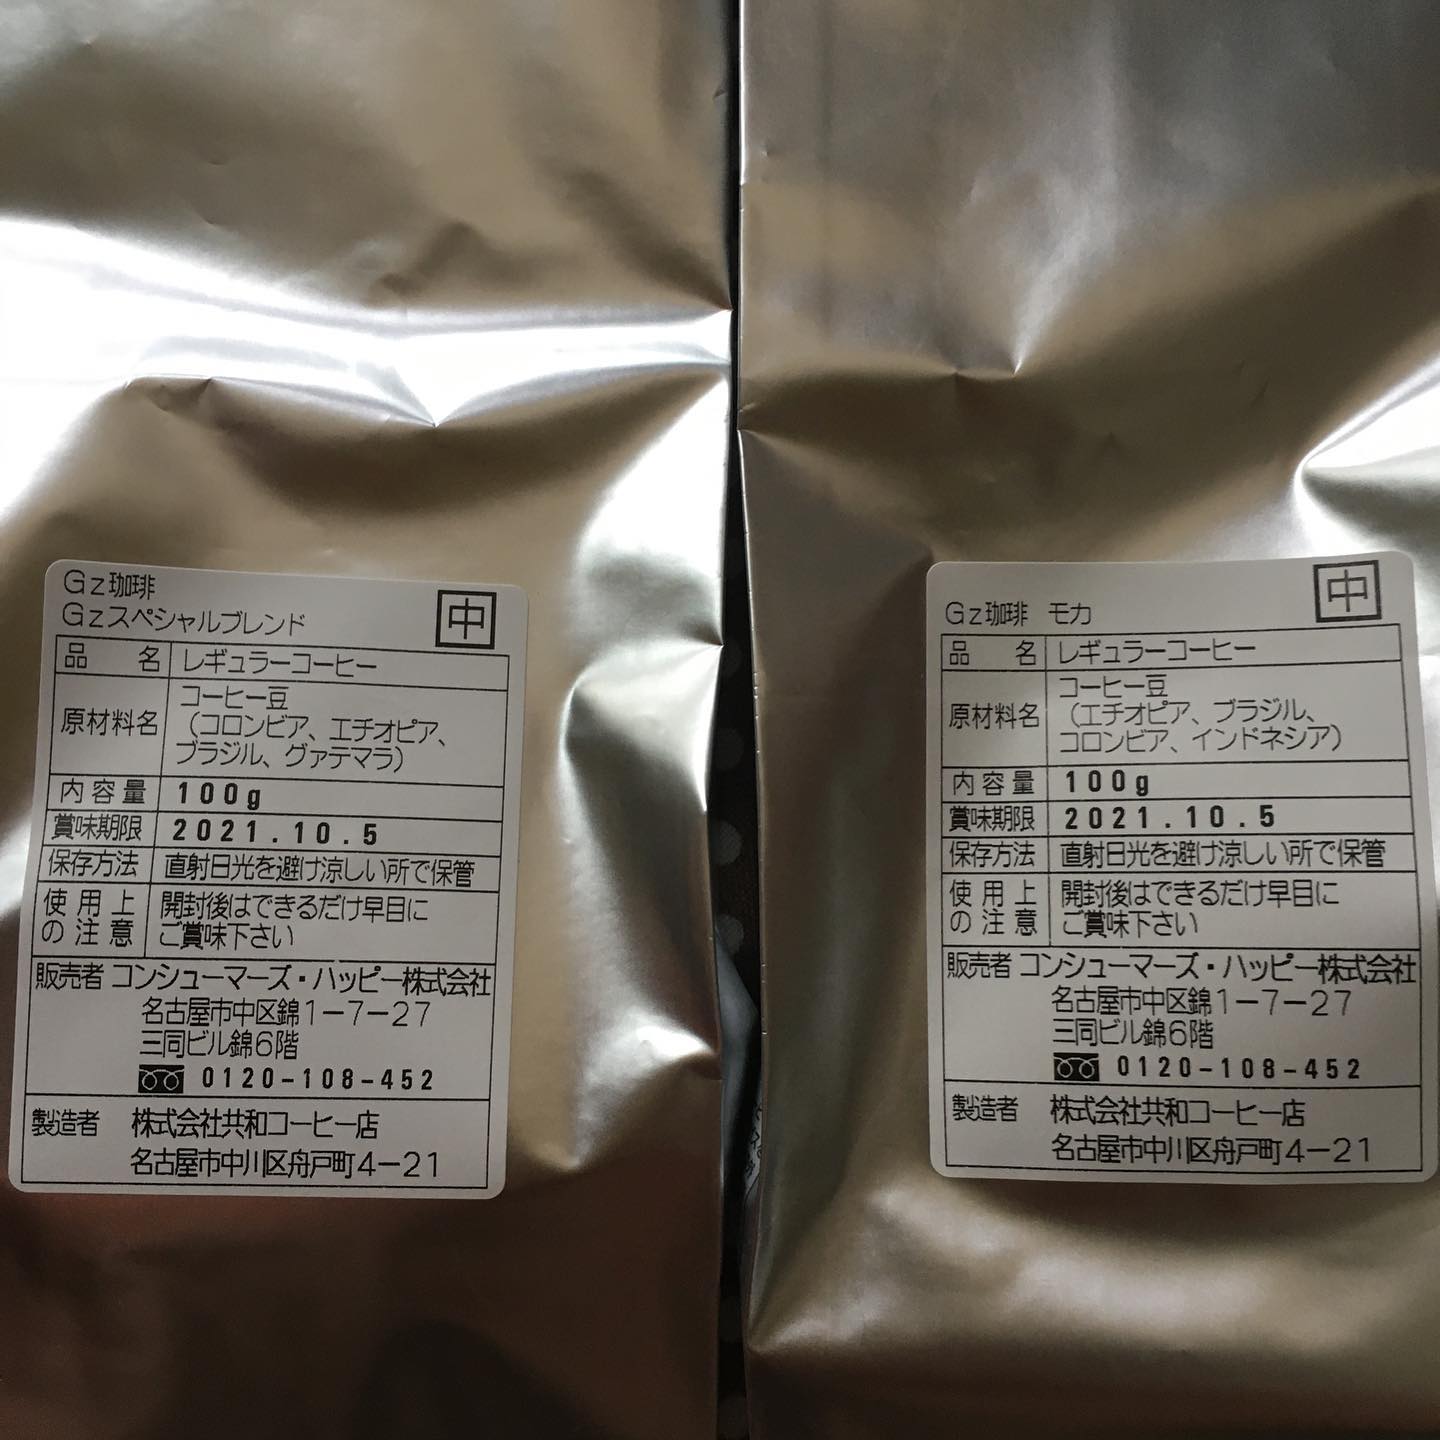 Gz珈琲
Gzスペシャルブレンド
中
品名 レギュラーコーヒー
原材料名 コーヒー豆
（コロンビア、エチオピア、
ブラジル、グァテマラ）
内容量 100g
賞味期限 2021.10.5
保存方法 直射日光を避け涼しい所で保管
使用上の注意 開封後はできるだけ早目に
ご賞味下さい
販売者 コンシューマーズ・ハッピー株式会社
名古屋市中区錦1-7-27
三同ビル錦6階
0120-108-452
製造者 株式会社共和コーヒー店
名古屋市中川区舟戸町4-21
Gz珈琲 モカ
中
品名 レギュラーコーヒー
原材料名 コーヒー豆
（エチオピア、ブラジル、
コロンビア、インドネシア）
内容量 100g
賞味期限 2021.10.5
保存方法 直射日光を避け涼しい所で保管
使用上の注意 開封後はできるだけ早目に
ご賞味下さい
販売者 コンシューマーズ・ハッピー株式会社
名古屋市中区錦1-7-27
三同ビル錦6階
0120-108-452
製造者 株式会社共和コーヒー店
名古屋市中川区舟戸町4-21